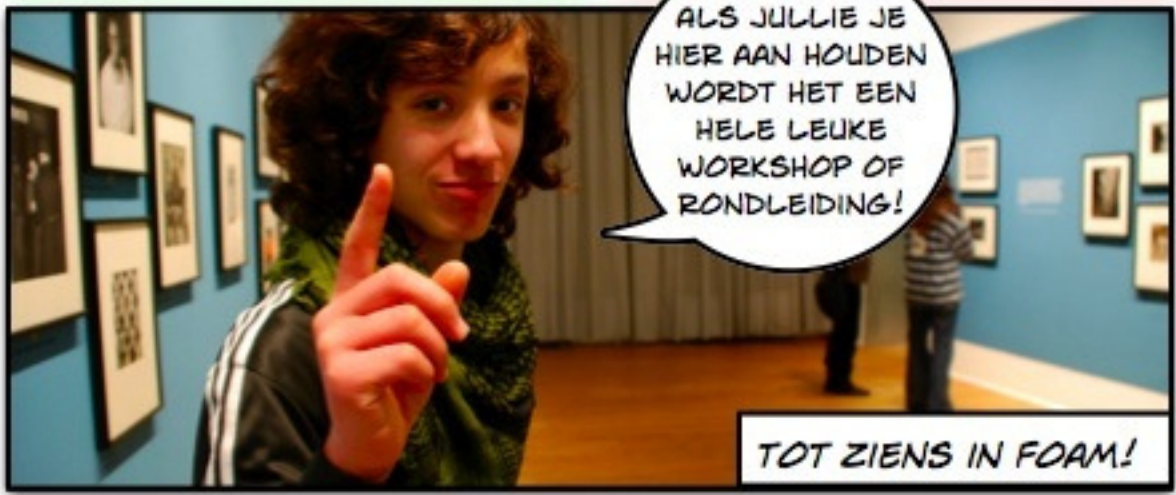 ALS JULLIE JE
HIER AAN HOUDEN
WORDT HET EEN
HELE LEUKE
WORKSHOP OF
RONDLEIDING!
TOT ZIENS IN FOAM!